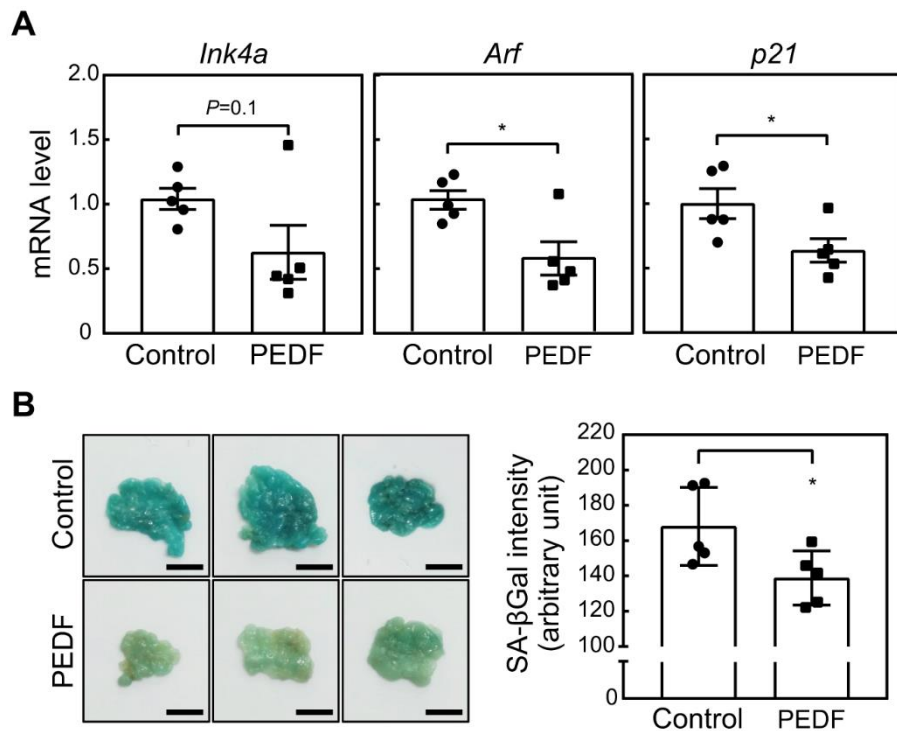 A
Ink4a
Arf
p21
mRNA level
2.0
1.5
1.0
0.5
0
P=0.1
*
*
Control
PEDF
Control
PEDF
Control
PEDF
B
Control
PEDF
SA-βGal intensity
(arbitrary unit)
220
200
180
160
140
120
100
0
*
Control
PEDF